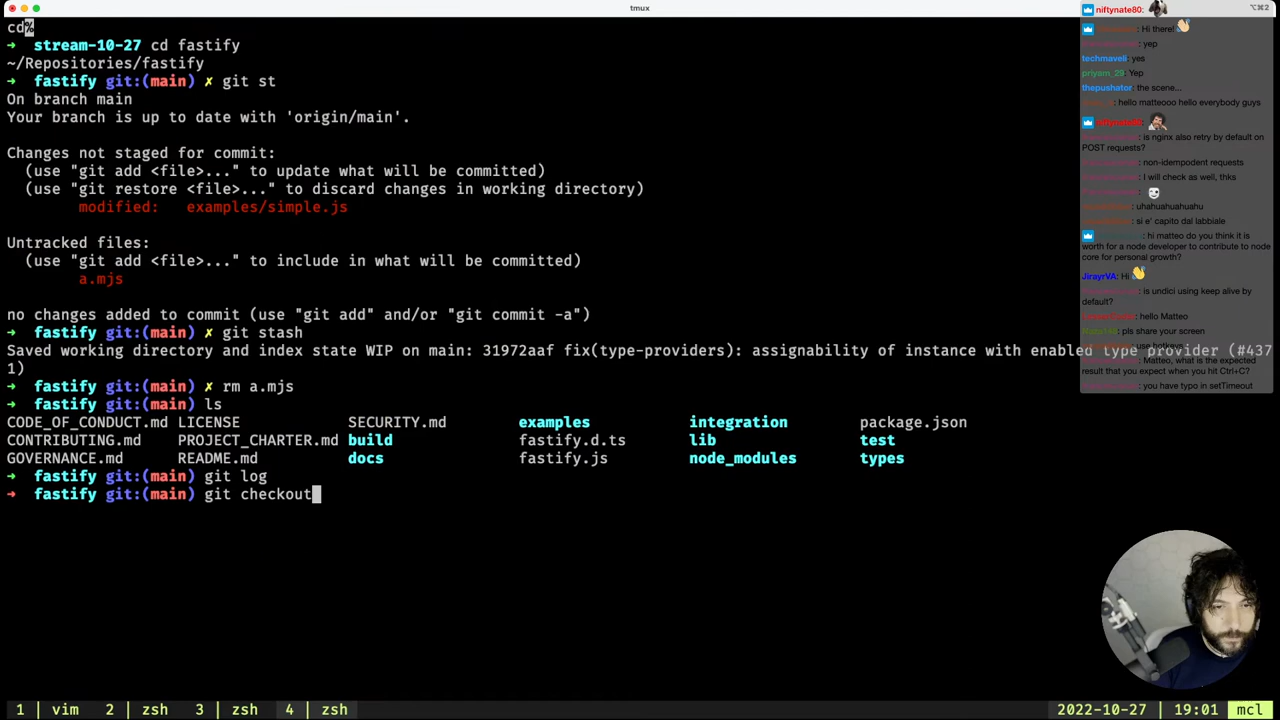 tmux
⌥⌘2
cd%
➜ stream-10-27 cd fastify
~/Repositories/fastify
➜ fastify git:(main) ✗ git st
On branch main
Your branch is up to date with 'origin/main'.
Changes not staged for commit:
(use "git add <file>..." to update what will be committed)
(use "git restore <file>..." to discard changes in working directory)
modified: examples/simple.js
Untracked files:
(use "git add <file>..." to include in what will be committed)
a.mjs
no changes added to commit (use "git add" and/or "git commit -a")
➜ fastify git:(main) ✗ git stash
Saved working directory and index state WIP on main: 31972aaf fix(type-providers): assignability of instance with enabled type provider (#437
1)
➜ fastify git:(main) ✗ rm a.mjs
➜ fastify git:(main) ls
CODE_OF_CONDUCT.md LICENSE SECURITY.md examples integration package.json
CONTRIBUTING.md PROJECT_CHARTER.md build fastify.d.ts lib test
GOVERNANCE.md README.md docs fastify.js node_modules types
➜ fastify git:(main) git log
➜ fastify git:(main) git checkout
niftynate80:
: Hi there!
: yep
techmavell: yes
priyam_29: Yep
thepushator: the scene...
: hello matteooo hello everybody guys
: is nginx also retry by default on
POST requests?
: non-idempodent requests
: I will check as well, thks
: uhahuahuahuahu
: si e' capito dal labbiale
: hi matteo do you think it is
worth for a node developer to contribute to node
core for personal growth?
JirayrVA: Hi
: is undici using keep alive by
default?
: hello Matteo
: pls share your screen
: use hotkeys
: Matteo, what is the expected
result that you expect when you hit Ctrl+C?
: you have typo in setTimeout
1 | vim 2 | zsh 3 | zsh 4 | zsh 2022-10-27 | 19:01 mcl